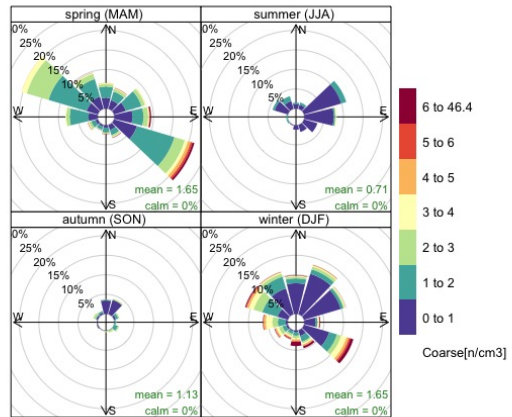 spring (MAM)
0%
25%
20%
15%
10%
5%
N
W
E
S
mean = 1.65
calm = 0%
summer (JJA)
0%
25%
20%
15%
10%
5%
N
W
E
S
mean = 0.71
calm = 0%
autumn (SON)
0%
25%
20%
15%
10%
5%
N
W
E
S
mean = 1.13
calm = 0%
winter (DJF)
0%
25%
20%
15%
10%
5%
N
W
E
S
mean = 1.65
calm = 0%
6 to 46.4
5 to 6
4 to 5
3 to 4
2 to 3
1 to 2
0 to 1
Coarse[n/cm3]